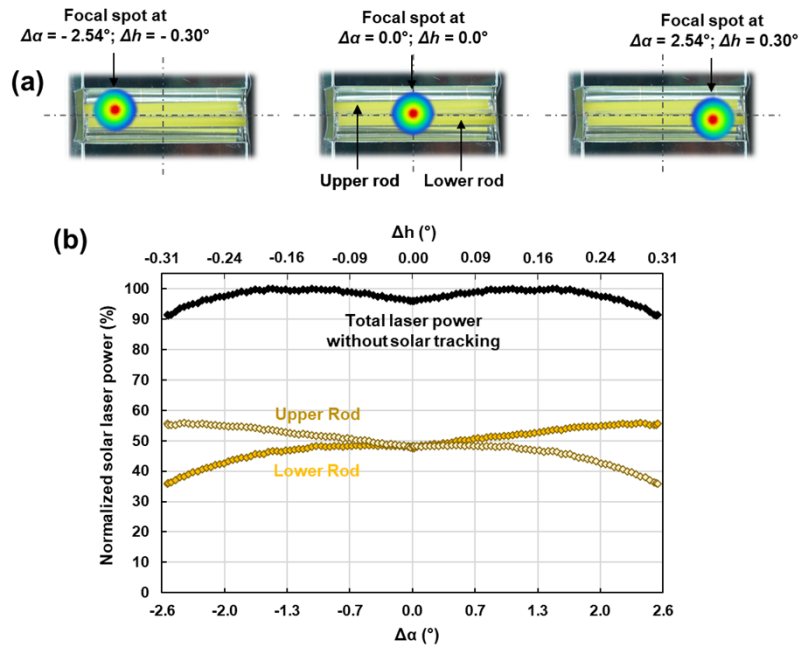 Focal spot at
Δα = - 2.54°; Δh = - 0.30°
Focal spot at
Δα = 0.0°; Δh = 0.0°
Focal spot at
Δα = 2.54°; Δh = 0.30°
(a)
Upper rod
Lower rod
(b)
Δh (°)
-0.31 -0.24 -0.16 -0.09 0.00 0.09 0.16 0.24 0.31
Normalized solar laser power (%)
100
90
80
70
60
50
40
30
20
10
0
Total laser power
without solar tracking
Upper Rod
Lower Rod
-2.6 -2.0 -1.3 -0.7 0.0 0.7 1.3 2.0 2.6
Δα (°)